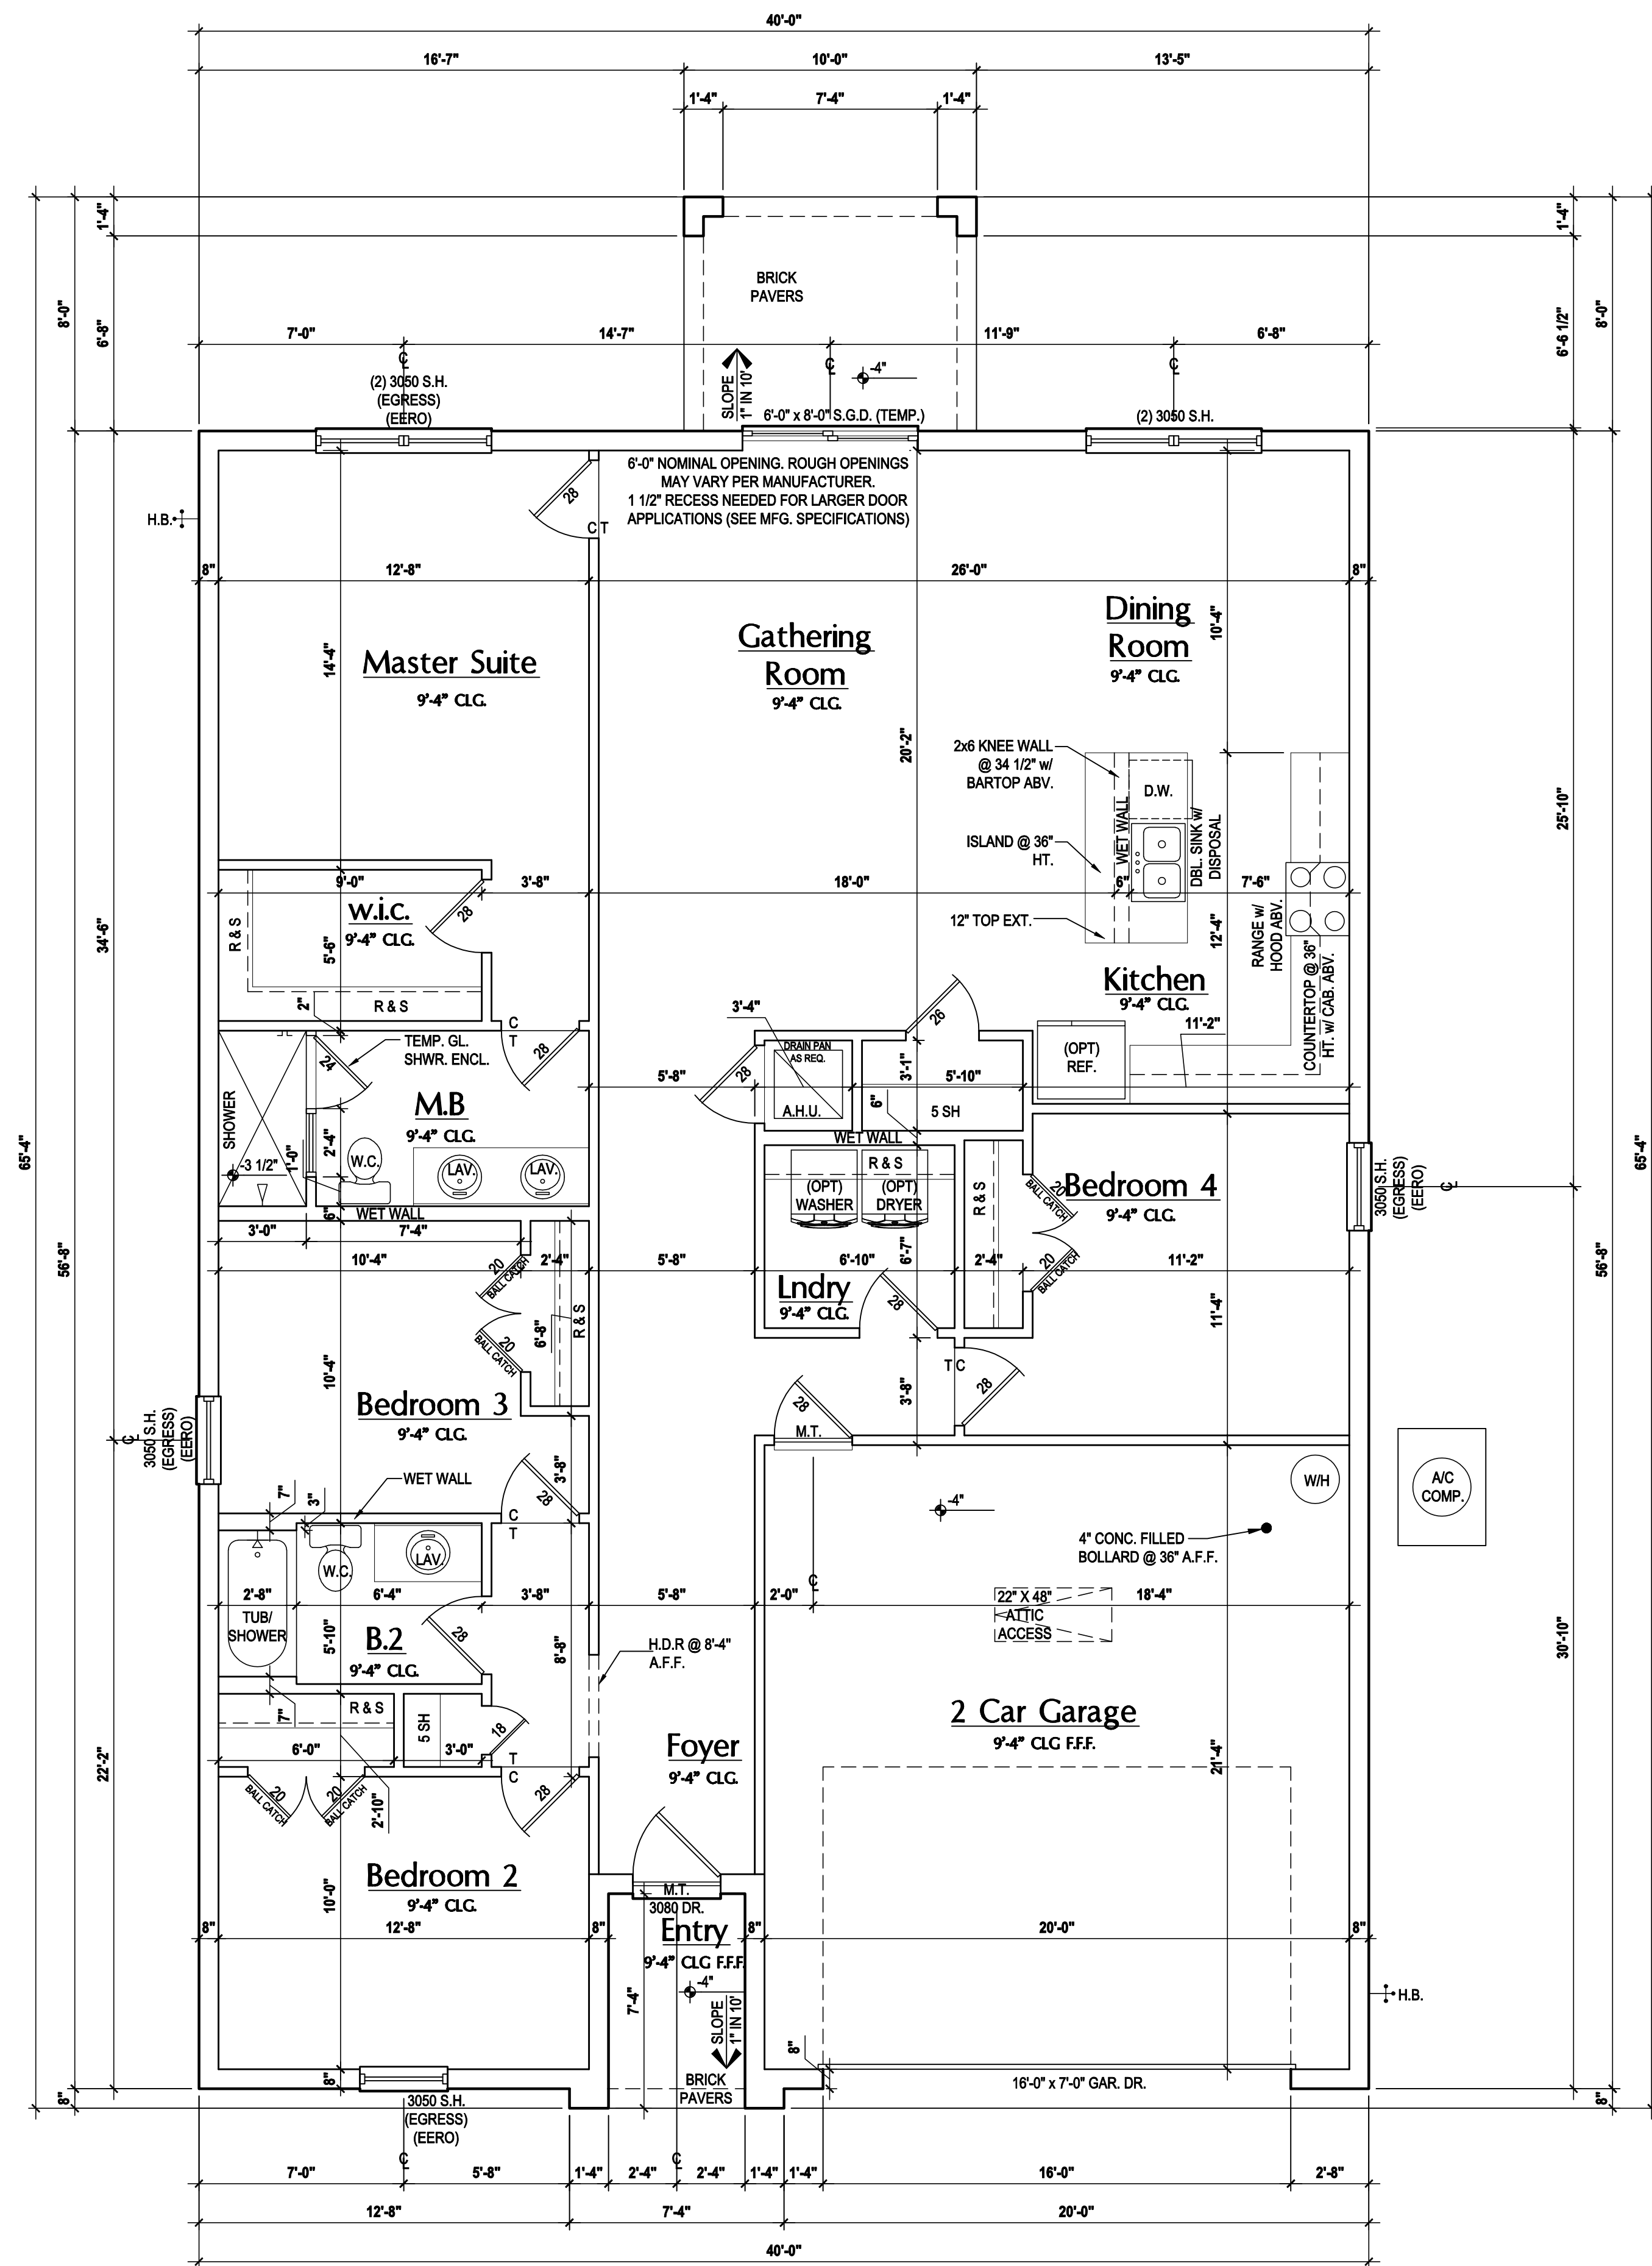 40'-0"
16'-7" 10'-0" 13'-5"
1'-4" 7'-4" 1'-4"
1'-4" 1'-4"
BRICK
PAVERS
8'-0" 6'-8" 6'-6 1/2" 8'-0"
7'-0" 14'-7" 11'-9" 6'-8"
(2) 3050 S.H.
(EGRESS)
(EERO)
SLOPE
1" IN 10'
-4"
6'-0" x 8'-0" S.G.D. (TEMP.)
(2) 3050 S.H.
6'-0" NOMINAL OPENING. ROUGH OPENINGS
MAY VARY PER MANUFACTURER.
1 1/2" RECESS NEEDED FOR LARGER DOOR
APPLICATIONS (SEE MFG. SPECIFICATIONS)
28
C T
H.B.
8" 12'-8" 26'-0" 8"
Master Suite
9'-4" CLG.
14'-4"
Gathering
Room
9'-4" CLG.
Dining
Room
9'-4" CLG.
10'-4"
20'-2"
2x6 KNEE WALL
@ 34 1/2" w/
BARTOP ABV.
D.W.
WET WALL
DBL. SINK w/
DISPOSAL
ISLAND @ 36"
HT.
25'-10"
9'-0" 3'-8" 18'-0" 6" 7'-6"
12" TOP EXT.
12'-4"
RANGE w/
HOOD ABV.
COUNTERTOP @ 36"
HT. w/ CAB. ABV.
34'-6"
R & S
w.i.c.
9'-4" CLG.
28
5'-6"
R & S
2"
Kitchen
9'-4" CLG.
11'-2"
(OPT)
REF.
C
T
28
24
TEMP. GL.
SHWR. ENCL.
M.B
9'-4" CLG.
SHOWER
-3 1/2"
1'-0"
2'-4"
W.C.
LAV.
LAV.
6"
WET WALL
3'-4"
26
DRAIN PAN
AS REQ.
28
A.H.U.
5'-8" 3'-1" 5'-10"
6"
5 SH
WET WALL
R & S
(OPT)
WASHER
(OPT)
DRYER
R & S
20
BALL CATCH
Bedroom 4
9'-4" CLG.
20
BALL CATCH
3050 S.H.
(EGRESS)
(EERO)
CL
65'-4" 65'-4"
56'-8" 56'-8"
3'-0" 7'-4"
10'-4" 2'-4" 5'-8" 6'-10" 6'-7" 2'-4" 11'-2"
20
BALL CATCH
20
BALL CATCH
6'-8"
R & S
Lndry
9'-4" CLG.
28
11'-4"
10'-4"
Bedroom 3
9'-4" CLG.
T C
28
3'-8"
28
M.T.
CL
3050 S.H.
(EGRESS)
(EERO)
WET WALL
7"
3"
28
3'-8"
C
T
-4"
W/H
A/C
COMP.
4" CONC. FILLED
BOLLARD @ 36" A.F.F.
W.C.
LAV.
2'-8" 6'-4" 3'-8" 5'-8" 2'-0" 18'-4"
TUB/
SHOWER
5'-10"
B.2
9'-4" CLG.
28
8'-8"
H.D.R @ 8'-4"
A.F.F.
22" X 48"
ATTIC
ACCESS
30'-10"
22'-2"
7"
R & S
5 SH
18
6'-0" 3'-0"
T
C
28
20
BALL CATCH
20
BALL CATCH
2'-10"
Foyer
9'-4" CLG.
2 Car Garage
9'-4" CLG F.F.F.
21'-4"
Bedroom 2
9'-4" CLG.
10'-0"
M.T.
3080 DR.
Entry
9'-4" CLG F.F.F.
8" 12'-8" 8" 8" 20'-0" 8"
-4"
7'-4"
SLOPE
1" IN 10'
BRICK
PAVERS
H.B.
8"
8"
8" 8"
16'-0" x 7'-0" GAR. DR.
3050 S.H.
(EGRESS)
(EERO)
CL
7'-0" 5'-8" 1'-4" 2'-4" 2'-4" 1'-4" 1'-4" 16'-0" 2'-8"
12'-8" 7'-4" 20'-0"
40'-0"